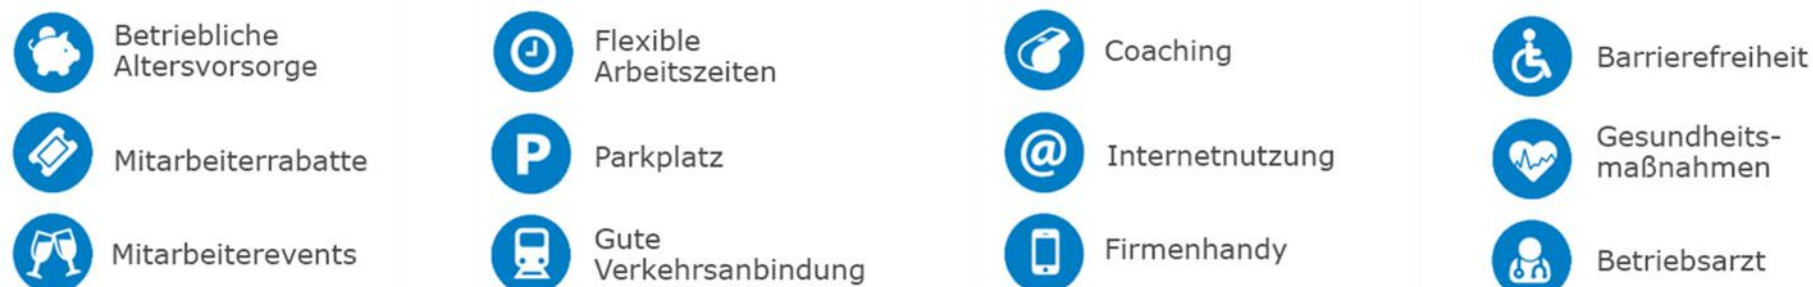 Betriebliche
Altersvorsorge
Mitarbeiterrabatte
Mitarbeiterevents
Flexible
Arbeitszeiten
P
Parkplatz
Gute
Verkehrsanbindung
Coaching
@
Internetnutzung
Firmenhandy
Barrierefreiheit
Gesundheits-
maßnahmen
Betriebsarzt